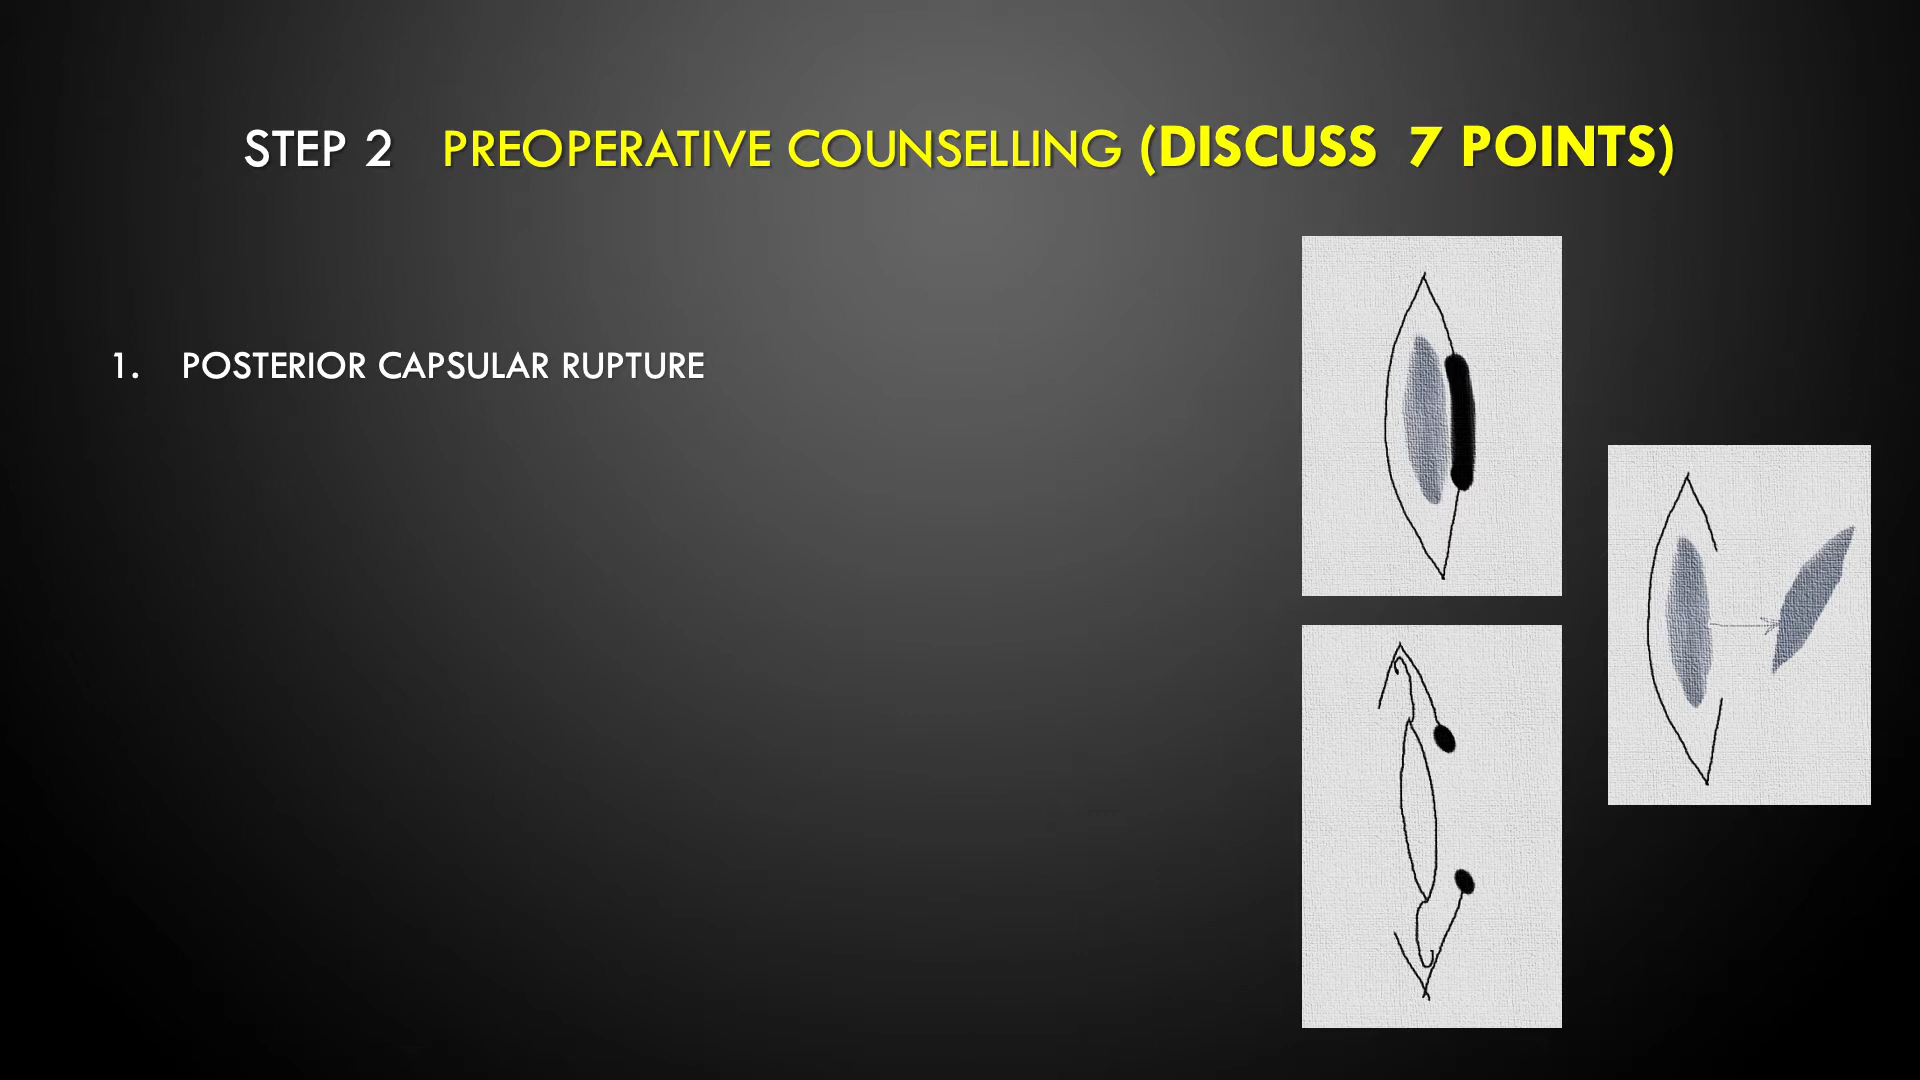 STEP 2 PREOPERATIVE COUNSELLING (DISCUSS 7 POINTS)
1. POSTERIOR CAPSULAR RUPTURE